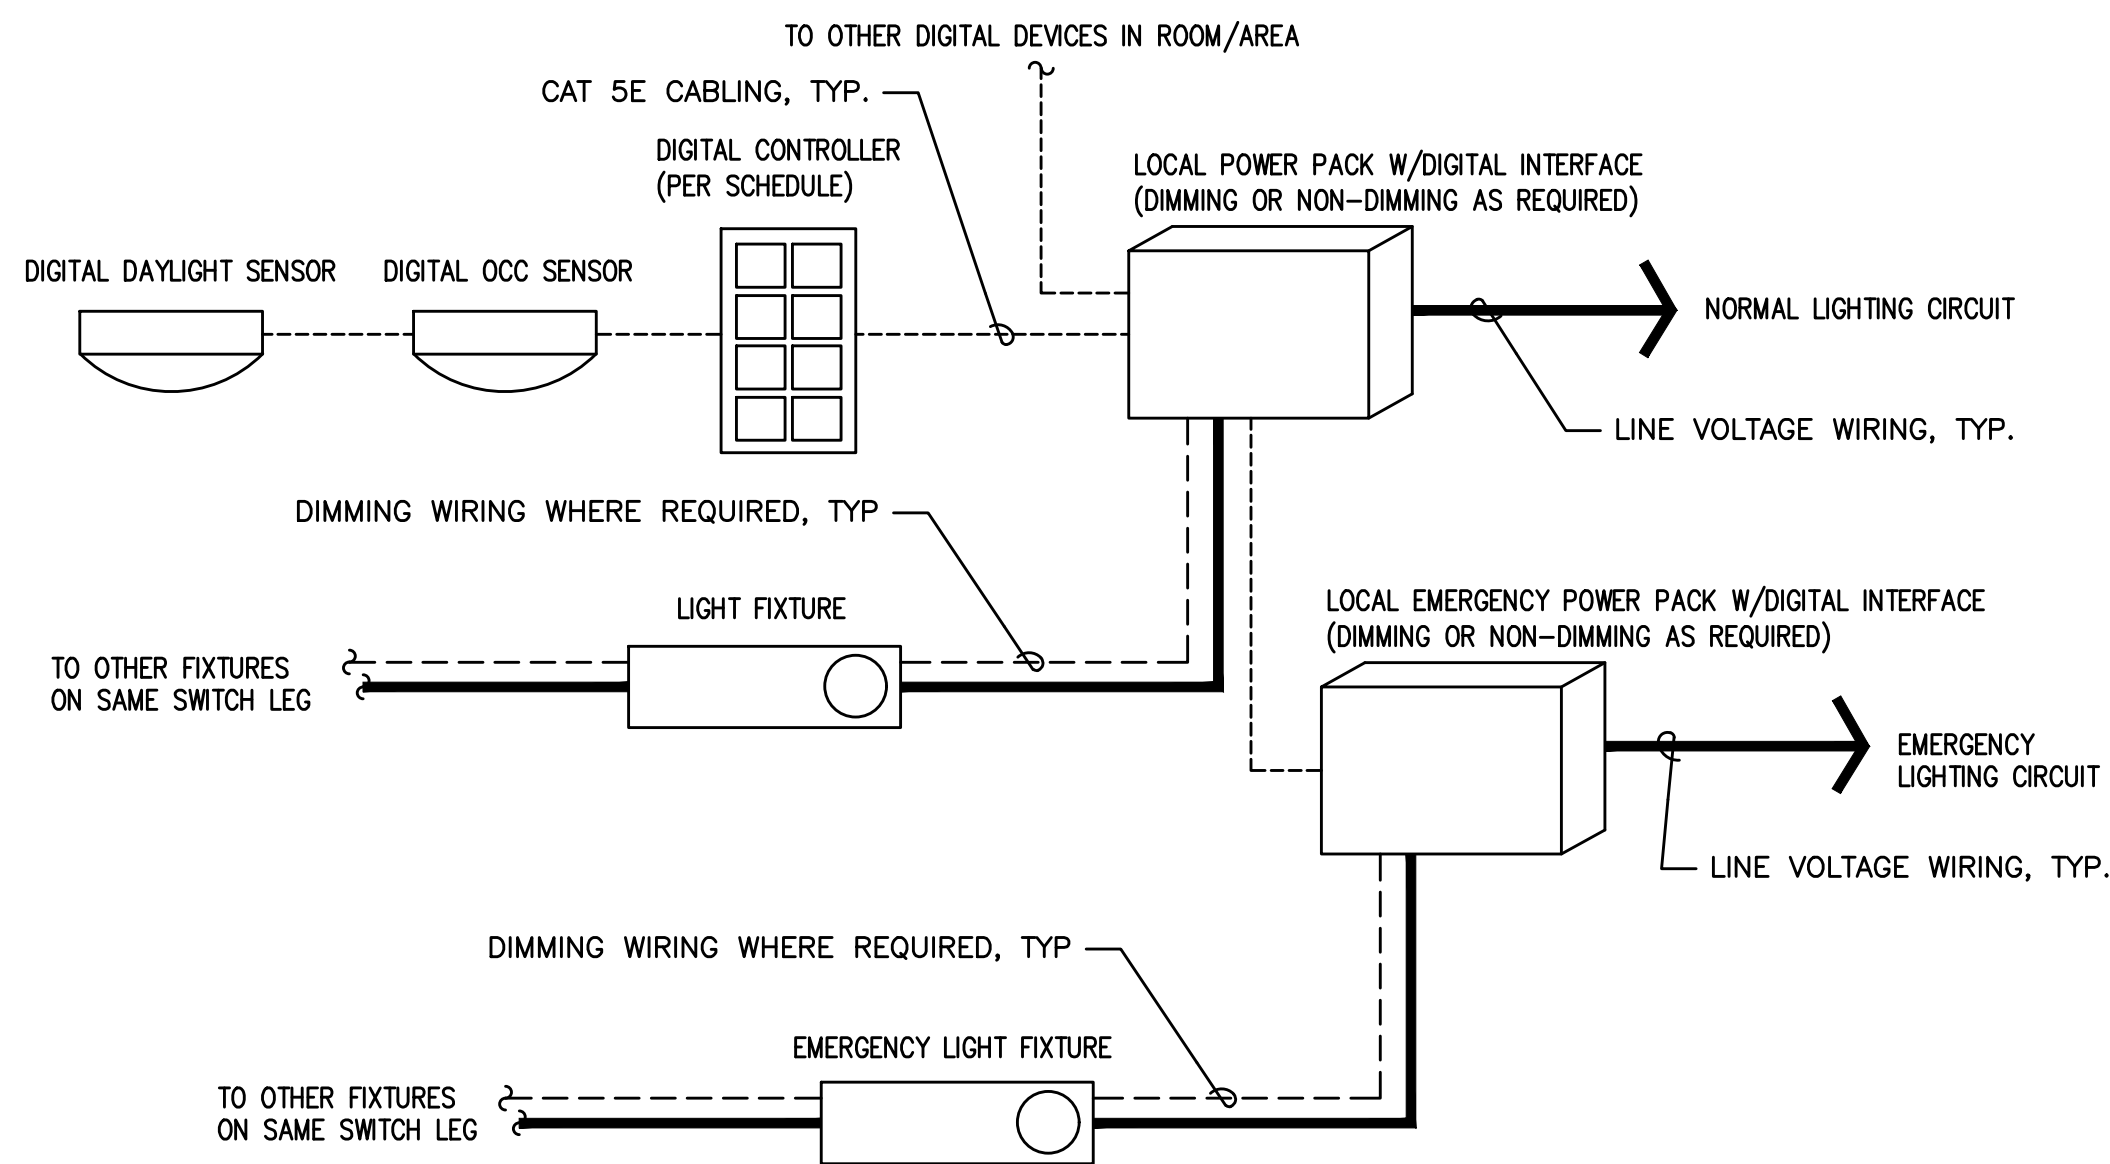 TO OTHER DIGITAL DEVICES IN ROOM/AREA
CAT 5E CABLING, TYP.
DIGITAL CONTROLLER
(PER SCHEDULE)
LOCAL POWER PACK W/DIGITAL INTERFACE
(DIMMING OR NON-DIMMING AS REQUIRED)
DIGITAL DAYLIGHT SENSOR
DIGITAL OCC SENSOR
NORMAL LIGHTING CIRCUIT
LINE VOLTAGE WIRING, TYP.
DIMMING WIRING WHERE REQUIRED, TYP
LIGHT FIXTURE
TO OTHER FIXTURES
ON SAME SWITCH LEG
LOCAL EMERGENCY POWER PACK W/DIGITAL INTERFACE
(DIMMING OR NON-DIMMING AS REQUIRED)
EMERGENCY
LIGHTING CIRCUIT
LINE VOLTAGE WIRING, TYP.
DIMMING WIRING WHERE REQUIRED, TYP
EMERGENCY LIGHT FIXTURE
TO OTHER FIXTURES
ON SAME SWITCH LEG